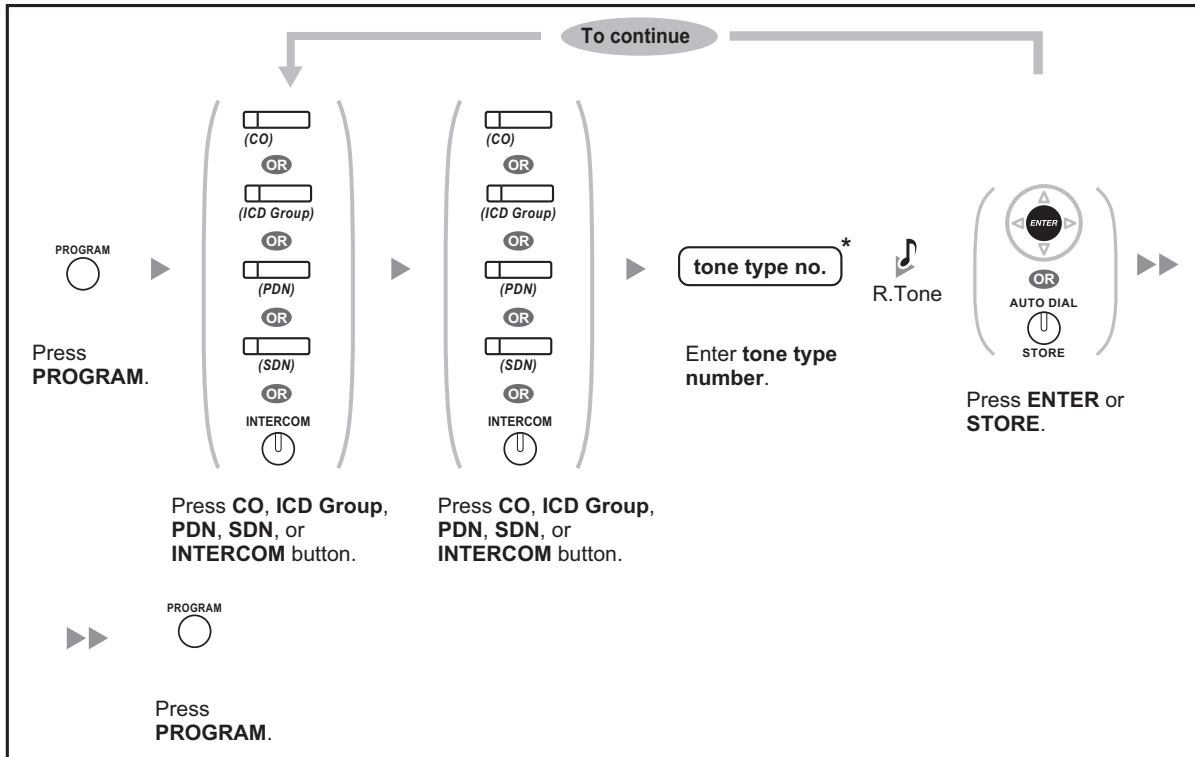 To continue
PROGRAM
Press
PROGRAM.
(CO)
OR
(ICD Group)
OR
(PDN)
OR
(SDN)
OR
INTERCOM
Press CO, ICD Group,
PDN, SDN, or
INTERCOM button.
(CO)
OR
(ICD Group)
OR
(PDN)
OR
(SDN)
OR
INTERCOM
Press CO, ICD Group,
PDN, SDN, or
INTERCOM button.
tone type no.*
Enter tone type
number.
R.Tone
ENTER
OR
AUTO DIAL
STORE
Press ENTER or
STORE.
PROGRAM
Press
PROGRAM.